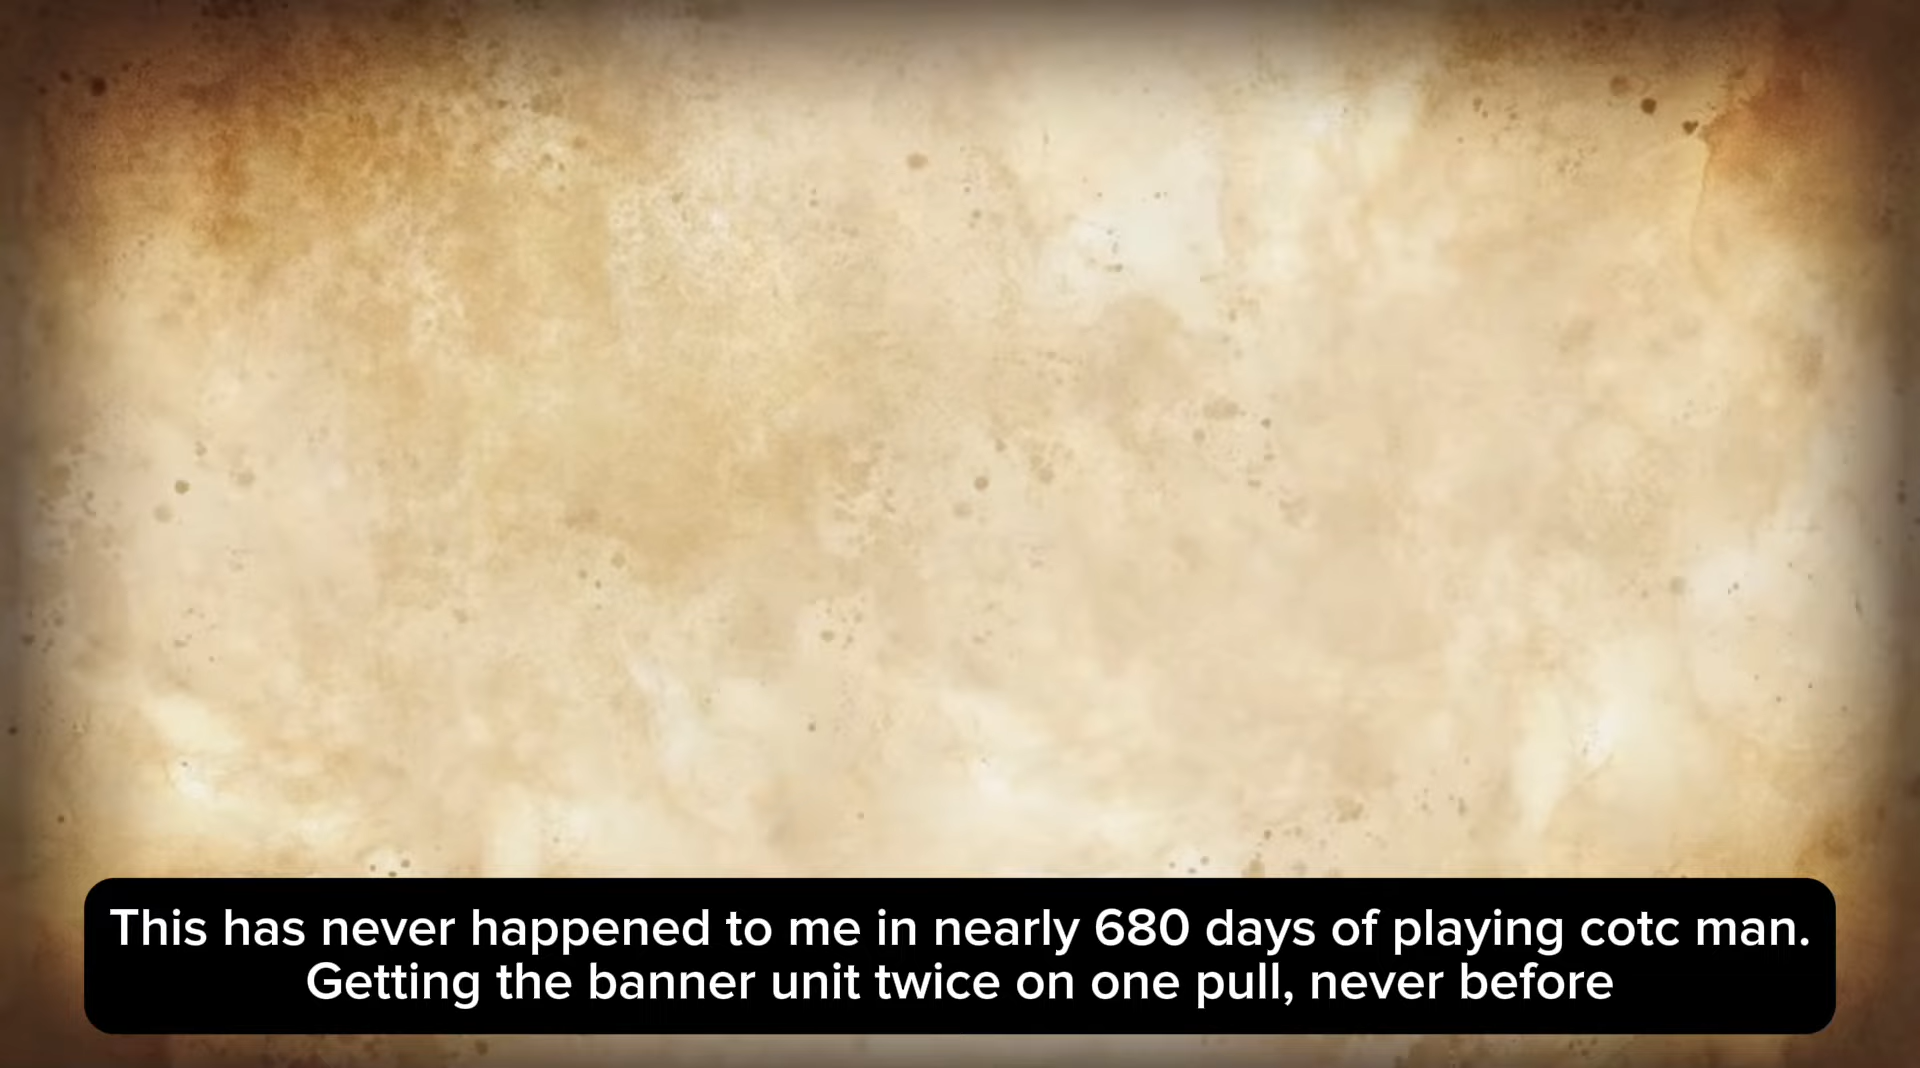 This has never happened to me in nearly 680 days of playing cotc man.
Getting the banner unit twice on one pull, never before